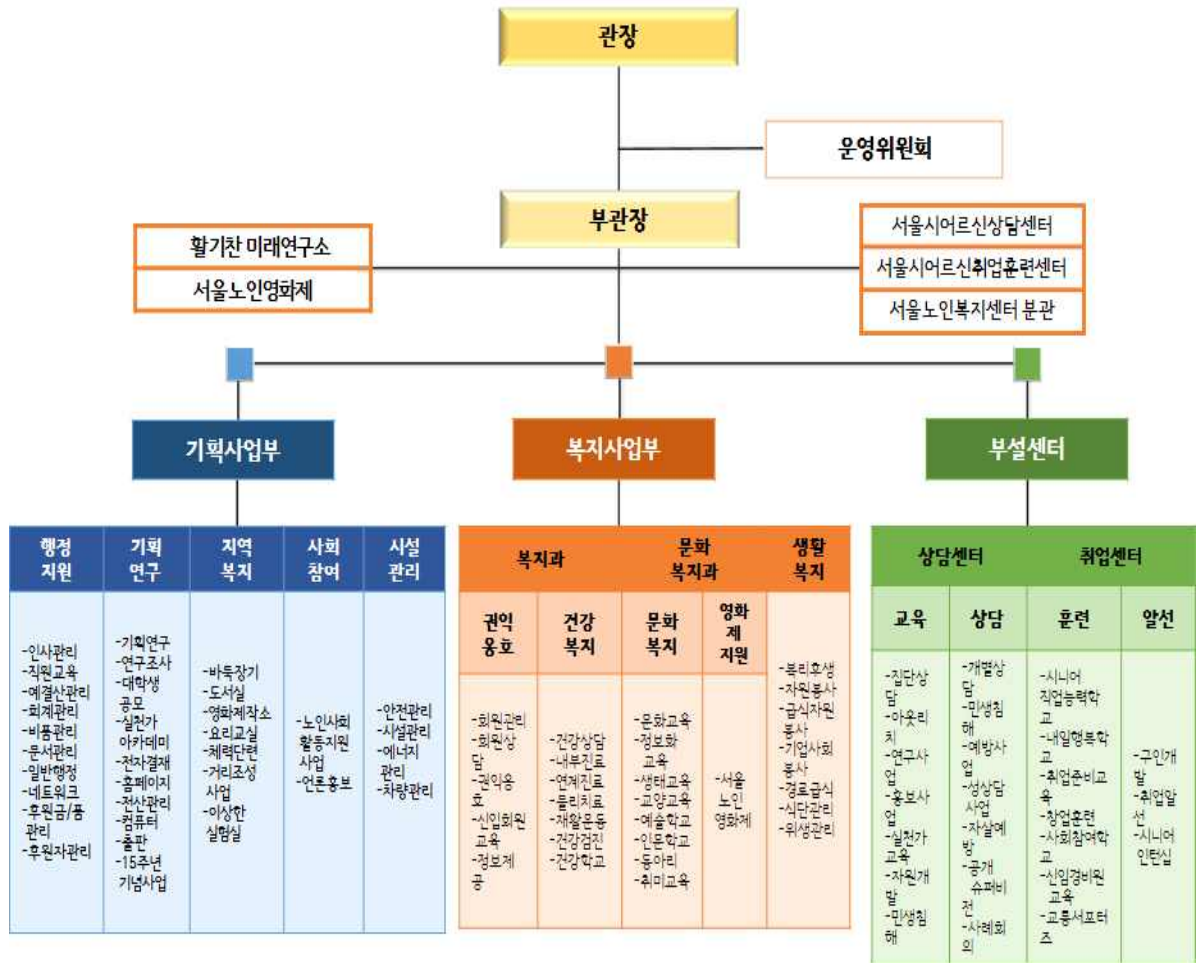 관장
운영위원회
부관장
활기찬 미래연구소
서울노인영화제
서울시어르신상담센터
서울시어르신취업훈련센터
서울노인복지센터 분관
기획사업부
복지사업부
부설센터
행정
지원
기획
연구
지역
복지
사회
참여
시설
관리
-인사관리
-직원교육
-예결산관리
-회계관리
-비품관리
-문서관리
-일반행정
-네트워크
-후원금/품
관리
-후원자관리
-기획연구
-연구조사
-대학생
공모
-실천가
아카데미
-전자결재
-홈페이지
-전산관리
-컴퓨터
-출판
-15주년
기념사업
-바둑장기
-도서실
-영화제작소
-요리교실
-체력단련
-거리조성
사업
-이상한
실험실
-노인사회
활동지원
사업
-언론홍보
-안전관리
-시설관리
-에너지
관리
-차량관리
복지과
문화
복지과
생활
복지
권익
옹호
건강
복지
문화
복지
영화
제
지원
-회원관리
-회원상
담
-권익옹
호
-신입회원
교육
-정보제
공
-건강상담
-내부진료
-연계진료
-물리치료
-재활운동
-건강검진
-건강학교
-문화교육
-정보화
교육
-생태교육
-교양교육
-예술학교
-인문학교
-동아리
-취미교육
-서울
노인
영화제
-복리후생
-자원봉사
-급식자원
봉사
-기업사회
봉사
-경로급식
-식단관리
-위생관리
상담센터
취업센터
교육
상담
훈련
알선
-집단상
담
-아웃리
치
-연구사
업
-홍보사
업
-실천가
교육
-자원개
발
-민생침
해
-개별상
담
-민생침
해
-예방사
업
-성상담
사업
-자살예
방
-공개
슈퍼비
전
-사례회
의
-시니어
직업능력학
교
-내일행복학
교
-취업준비교
육
-창업훈련
-사회참여학
교
-신임경비원
교육
-교통서포터
즈
-구인개
발
-취업알
선
-시니어
인턴십